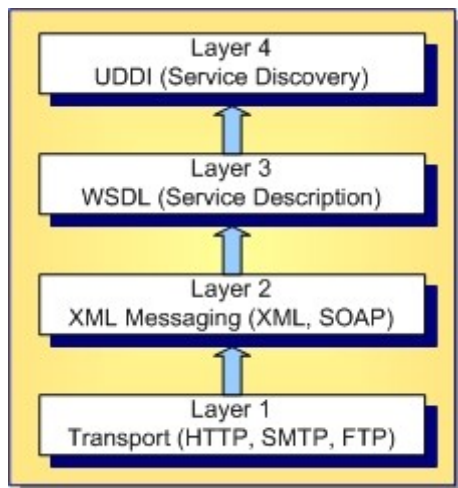 Layer 4
UDDI (Service Discovery)
Layer 3
WSDL (Service Description)
Layer 2
XML Messaging (XML, SOAP)
Layer 1
Transport (HTTP, SMTP, FTP)